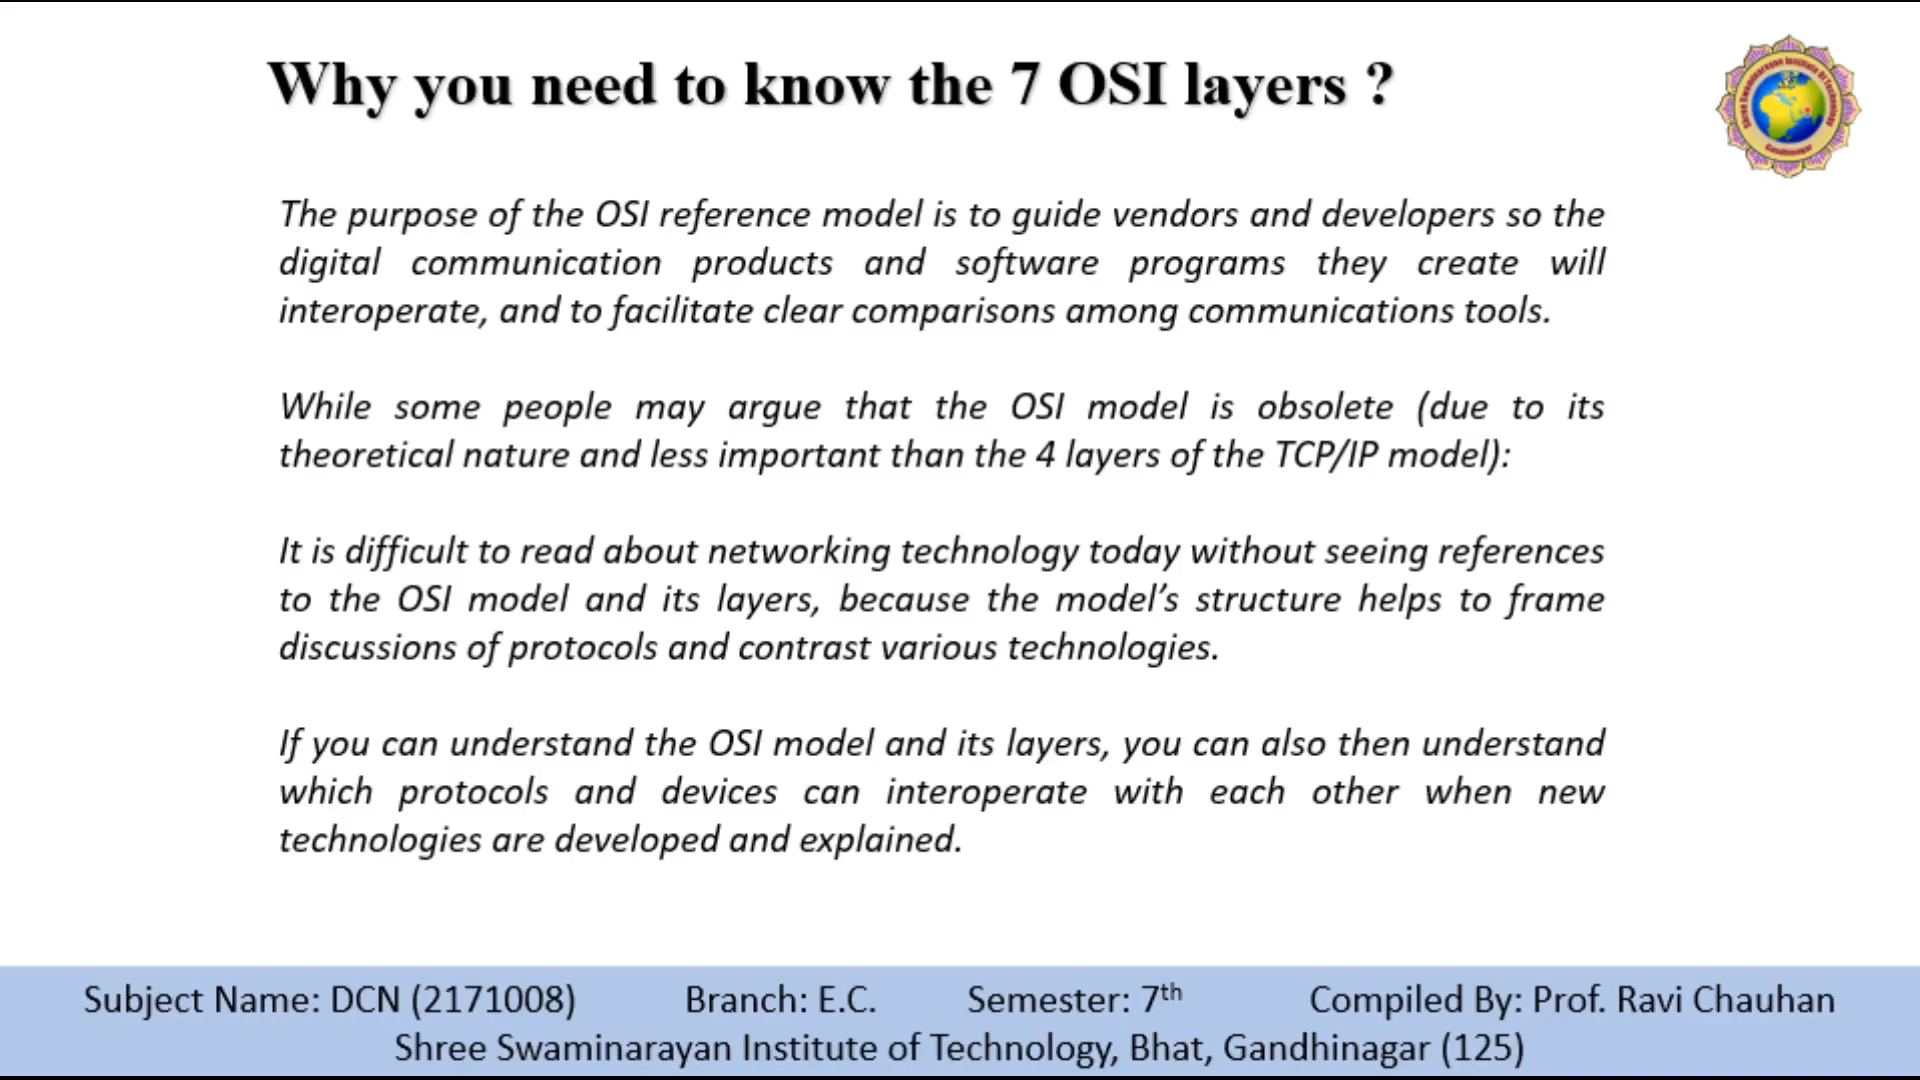 Why you need to know the 7 OSI layers ?
Shree Swaminarayan Institute Of Technology
Gandhinagar
The purpose of the OSI reference model is to guide vendors and developers so the
digital communication products and software programs they create will
interoperate, and to facilitate clear comparisons among communications tools.
While some people may argue that the OSI model is obsolete (due to its
theoretical nature and less important than the 4 layers of the TCP/IP model):
It is difficult to read about networking technology today without seeing references
to the OSI model and its layers, because the model’s structure helps to frame
discussions of protocols and contrast various technologies.
If you can understand the OSI model and its layers, you can also then understand
which protocols and devices can interoperate with each other when new
technologies are developed and explained.
Subject Name: DCN (2171008) Branch: E.C. Semester: 7th Compiled By: Prof. Ravi Chauhan
Shree Swaminarayan Institute of Technology, Bhat, Gandhinagar (125)